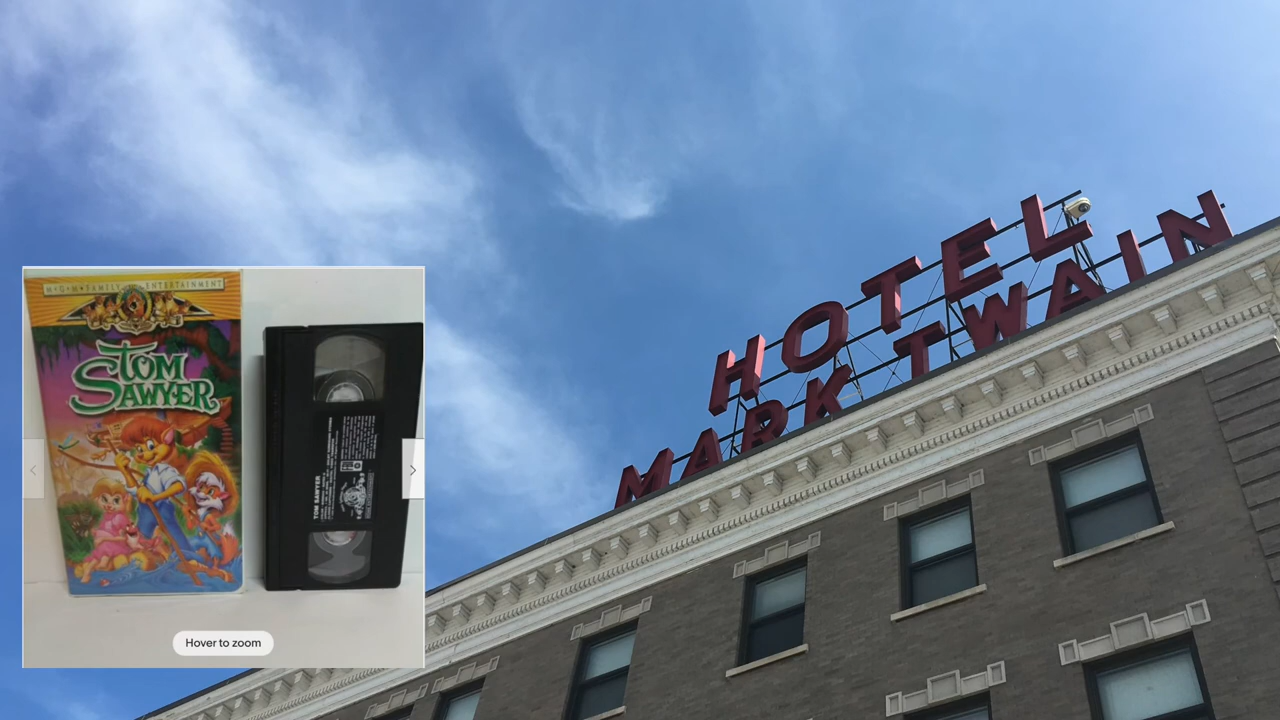 HOTEL
MARK TWAIN
M•G•M•FAMILY ENTERTAINMENT
TOM
SAWYER
TOM SAWYER
Hover to zoom